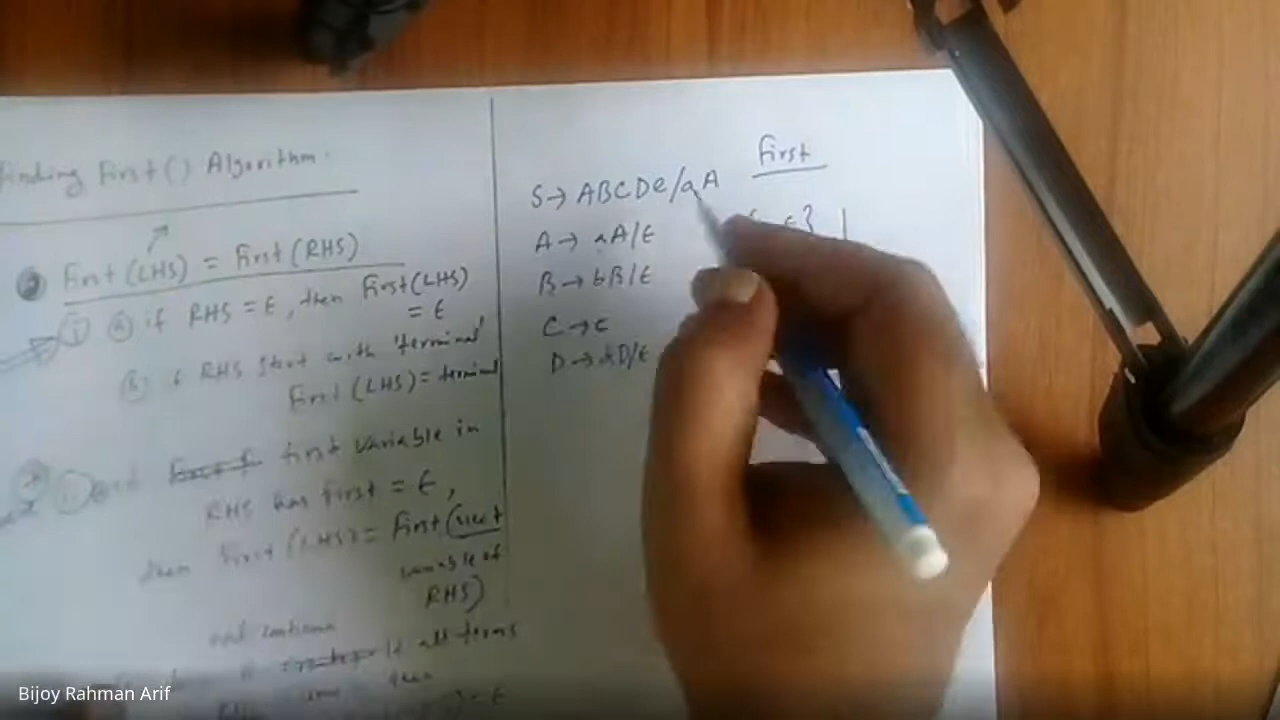 Finding First() Algorithm.
First(LHS) = First(RHS)
(i) (a) if RHS = ϵ, then First(LHS)
= ϵ
(b) if RHS start with 'terminal'
First(LHS) = terminal
first variable in
RHS has first = ϵ,
then First(LHS) = First(next
variable of
RHS)
all terms
First
S → ABCDe/aA
A → aA/ϵ
ϵ}
B → bB/ϵ
C → c
D → dD/ϵ
Bijoy Rahman Arif